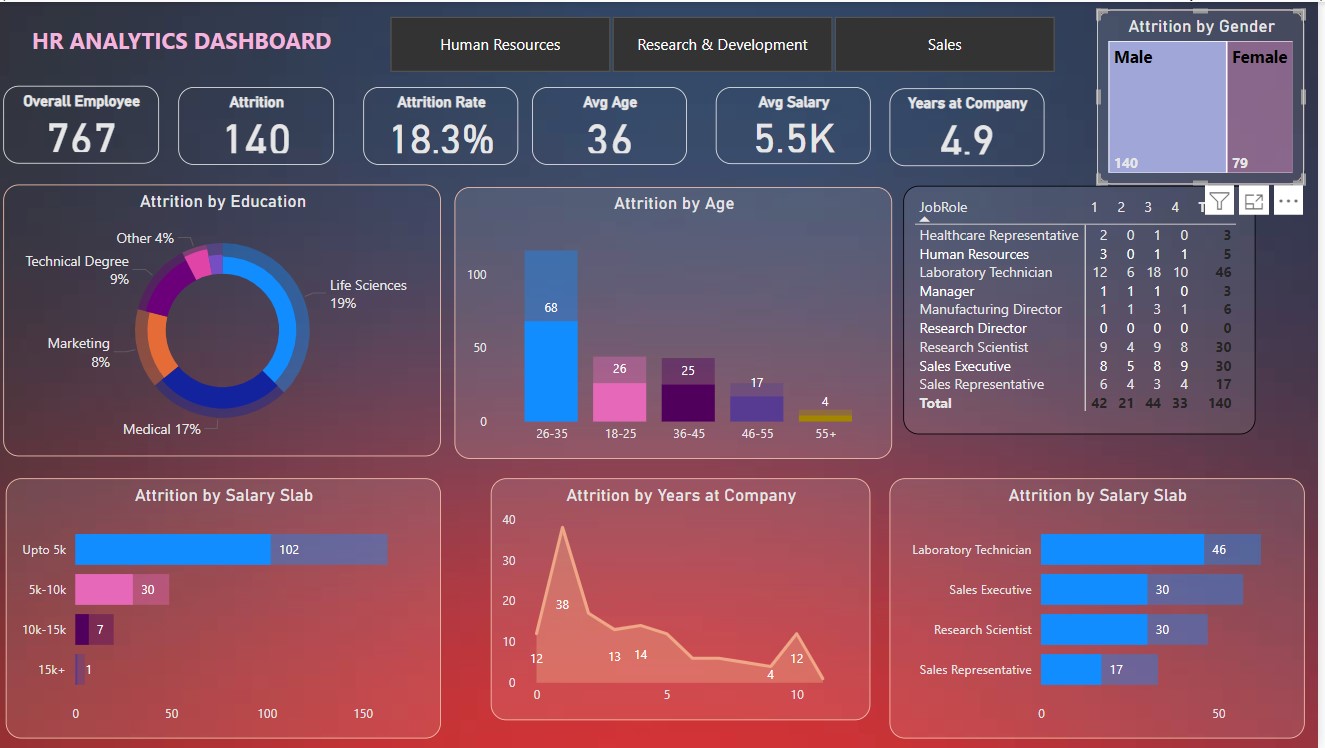 HR ANALYTICS DASHBOARD
Human Resources
Research & Development
Sales
Attrition by Gender
Male
Female
140
79
Overall Employee
767
Attrition
140
Attrition Rate
18.3%
Avg Age
36
Avg Salary
5.5K
Years at Company
4.9
Attrition by Education
Other 4%
Technical Degree
9%
Life Sciences
19%
Marketing
8%
Medical 17%
Attrition by Age
100
50
0
68
26
25
17
4
26-35
18-25
36-45
46-55
55+
JobRole 1 2 3 4
Healthcare Representative 2 0 1 0 3
Human Resources 3 0 1 1 5
Laboratory Technician 12 6 18 10 46
Manager 1 1 1 0 3
Manufacturing Director 1 1 3 1 6
Research Director 0 0 0 0 0
Research Scientist 9 4 9 8 30
Sales Executive 8 5 8 9 30
Sales Representative 6 4 3 4 17
Total 42 21 44 33 140
Attrition by Salary Slab
Upto 5k 102
5k-10k 30
10k-15k 7
15k+ 1
0 50 100 150
Attrition by Years at Company
40
30
20
10
0
38
12
13
14
4
12
0 5 10
Attrition by Salary Slab
Laboratory Technician 46
Sales Executive 30
Research Scientist 30
Sales Representative 17
0 50